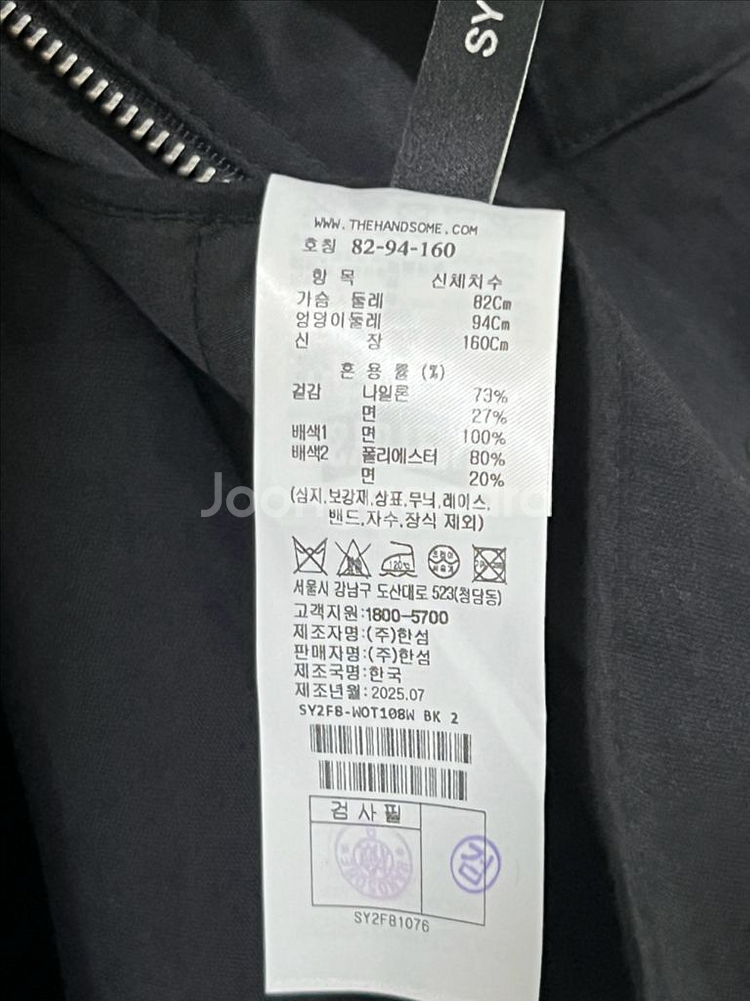 SY
WWW.THEHANDSOME.COM
호칭 82-94-160
항 목 신체치수
가슴 둘레 82Cm
엉덩이둘레 94Cm
신 장 160Cm
혼 용 률 (%)
겉감 나일론 73%
면 27%
배색1 면 100%
배색2 폴리에스터 80%
면 20%
(심지,보강재,상표,무늬,레이스,
밴드,자수,장식 제외)
120℃
서울시 강남구 도산대로 523(청담동)
고객지원:1800-5700
제조자명:(주)한섬
판매자명:(주)한섬
제조국명:한국
제조년월:2025.07
SY2F8-WOT108W BK 2
검 사 필
SY2F81076